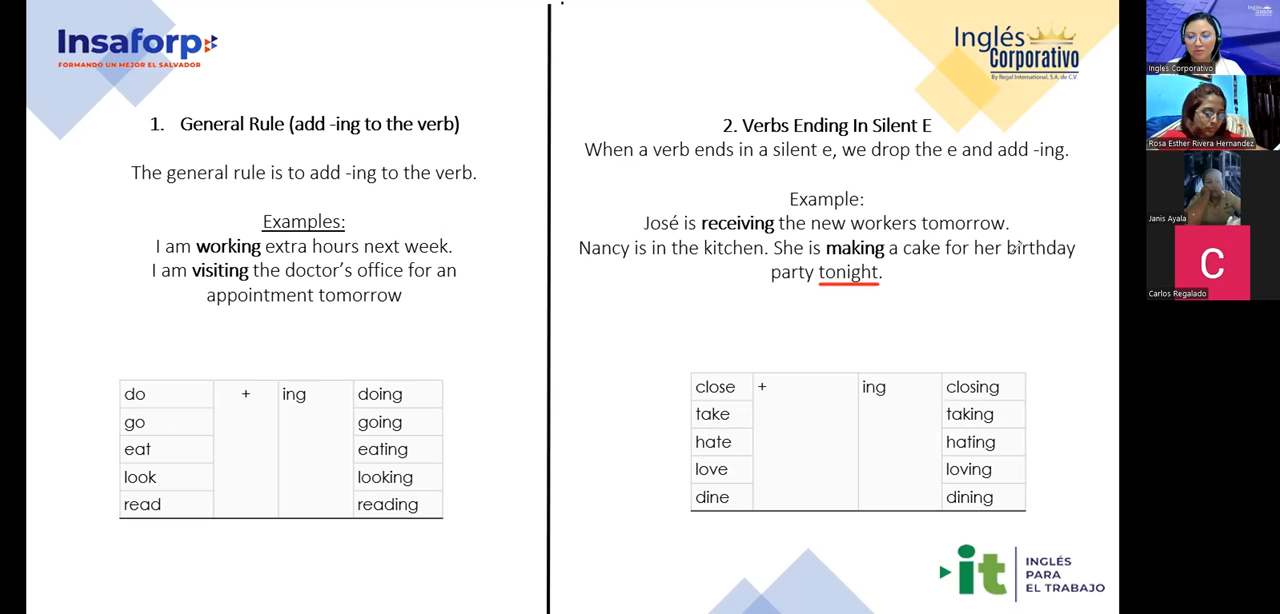 Insaforp
FORMANDO UN MEJOR EL SALVADOR
1. General Rule (add -ing to the verb)
The general rule is to add -ing to the verb.
Examples:
I am working extra hours next week.
I am visiting the doctor's office for an
appointment tomorrow
do + ing doing
go going
eat eating
look looking
read reading
Inglés
Corporativo
By Regal International, S.A. de C.V.
2. Verbs Ending In Silent E
When a verb ends in a silent e, we drop the e and add -ing.
Example:
José is receiving the new workers tomorrow.
Nancy is in the kitchen. She is making a cake for her birthday
party tonight.
close + ing closing
take taking
hate hating
love loving
dine dining
it
INGLÉS
PARA
EL TRABAJO
Ingles Corporativo
Rosa Esther Rivera Hernandez
Janis Ayala
C
Carlos Regalado